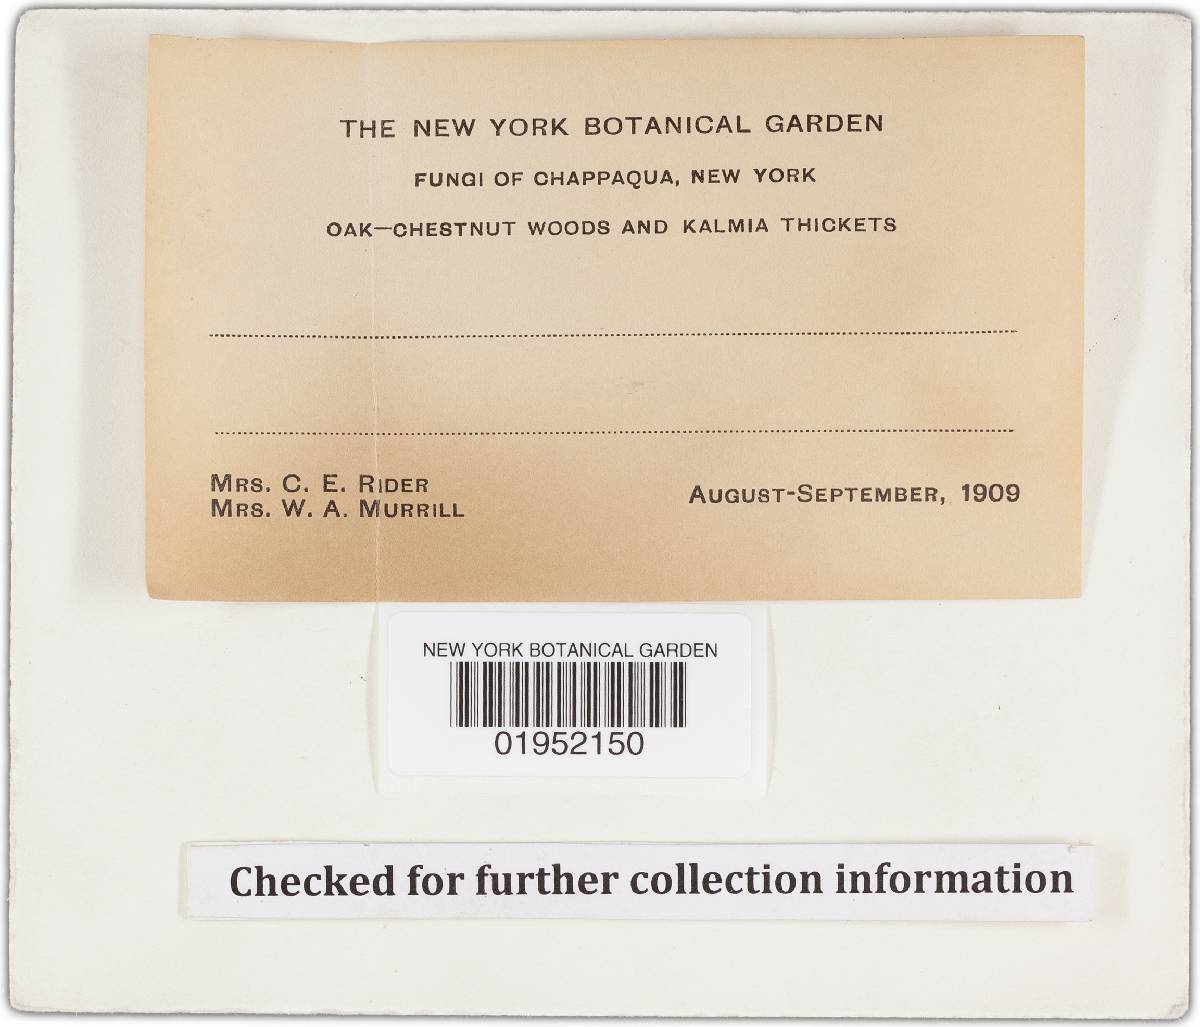 THE NEW YORK BOTANICAL GARDEN
FUNGI OF CHAPPAQUA, NEW YORK
OAK—CHESTNUT WOODS AND KALMIA THICKETS
MRS. C. E. RIDER
MRS. W. A. MURRILL
AUGUST-SEPTEMBER, 1909
NEW YORK BOTANICAL GARDEN
01952150
Checked for further collection information